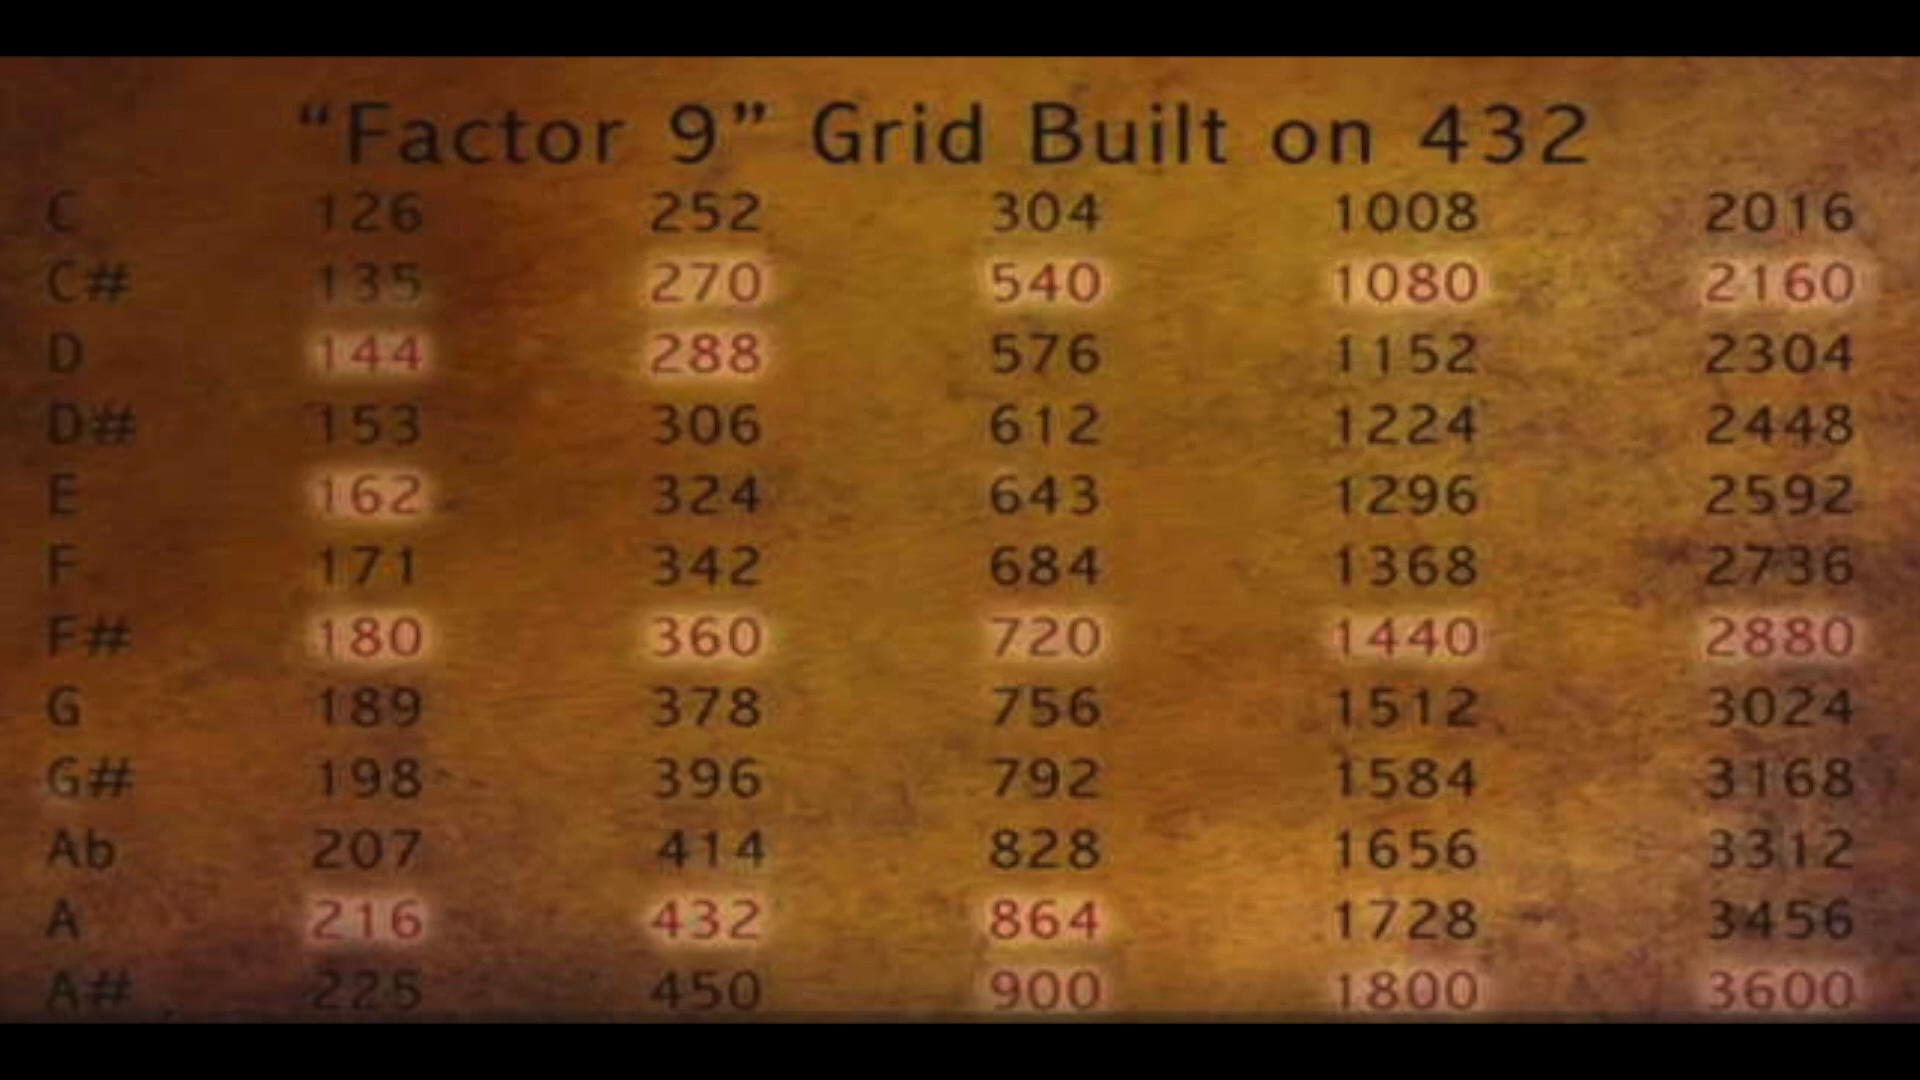 “Factor 9” Grid Built on 432
C 126 252 304 1008 2016
C# 135 270 540 1080 2160
D 144 288 576 1152 2304
D# 153 306 612 1224 2448
E 162 324 643 1296 2592
F 171 342 684 1368 2736
F# 180 360 720 1440 2880
G 189 378 756 1512 3024
G# 198 396 792 1584 3168
Ab 207 414 828 1656 3312
A 216 432 864 1728 3456
A# 225 450 900 1800 3600